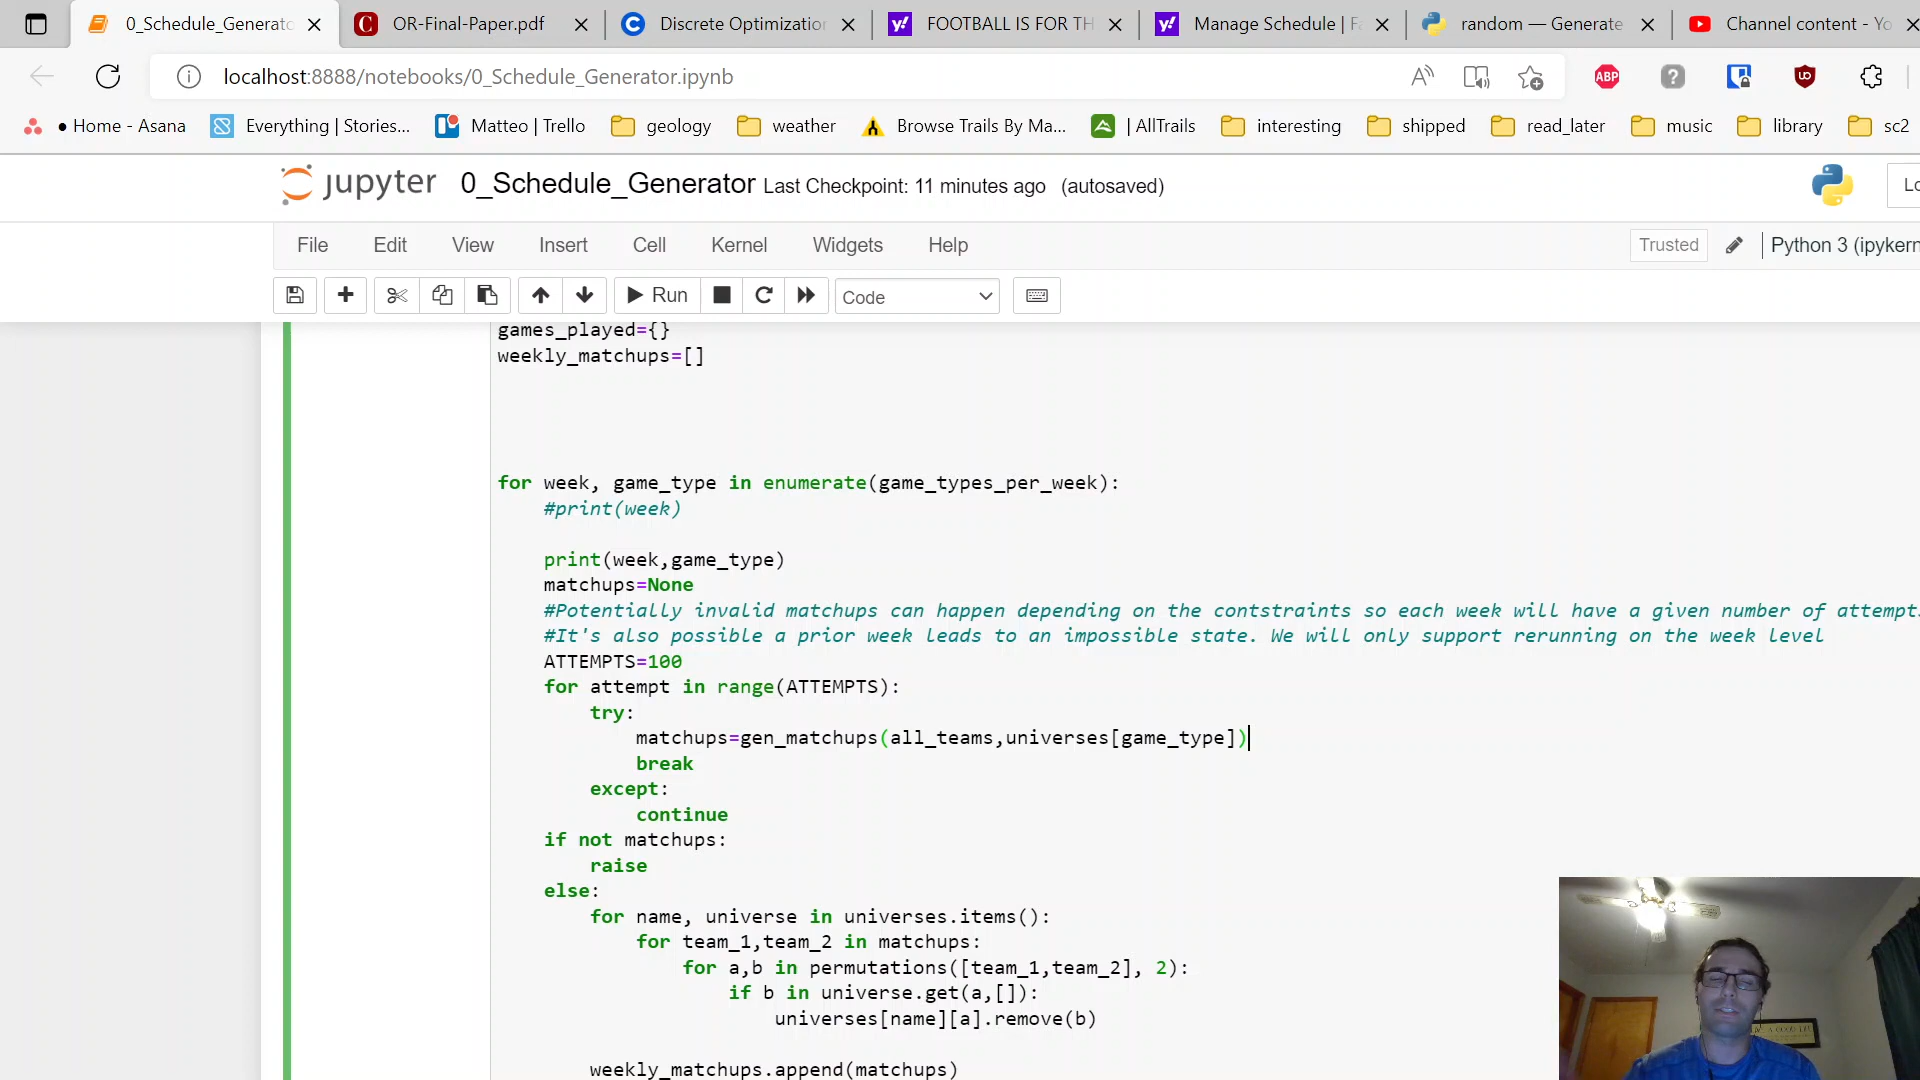 0_Schedule_Generato
OR-Final-Paper.pdf
Discrete Optimization
FOOTBALL IS FOR TH
Manage Schedule | Fa
random — Generate
Channel content - Yo
localhost:8888/notebooks/0_Schedule_Generator.ipynb
ABP
● Home - Asana
Everything | Stories...
Matteo | Trello
geology
weather
Browse Trails By Ma...
| AllTrails
interesting
shipped
read_later
music
library
sc2
jupyter 0_Schedule_Generator Last Checkpoint: 11 minutes ago (autosaved)
Lo
File Edit View Insert Cell Kernel Widgets Help
Trusted
Python 3 (ipykern
Run
Code
games_played={}
weekly_matchups=[]
for week, game_type in enumerate(game_types_per_week):
#print(week)
print(week,game_type)
matchups=None
#Potentially invalid matchups can happen depending on the contstraints so each week will have a given number of attempts
#It's also possible a prior week leads to an impossible state. We will only support rerunning on the week level
ATTEMPTS=100
for attempt in range(ATTEMPTS):
try:
matchups=gen_matchups(all_teams,universes[game_type])
break
except:
continue
if not matchups:
raise
else:
for name, universe in universes.items():
for team_1,team_2 in matchups:
for a,b in permutations([team_1,team_2], 2):
if b in universe.get(a,[]):
universes[name][a].remove(b)
weekly_matchups.append(matchups)